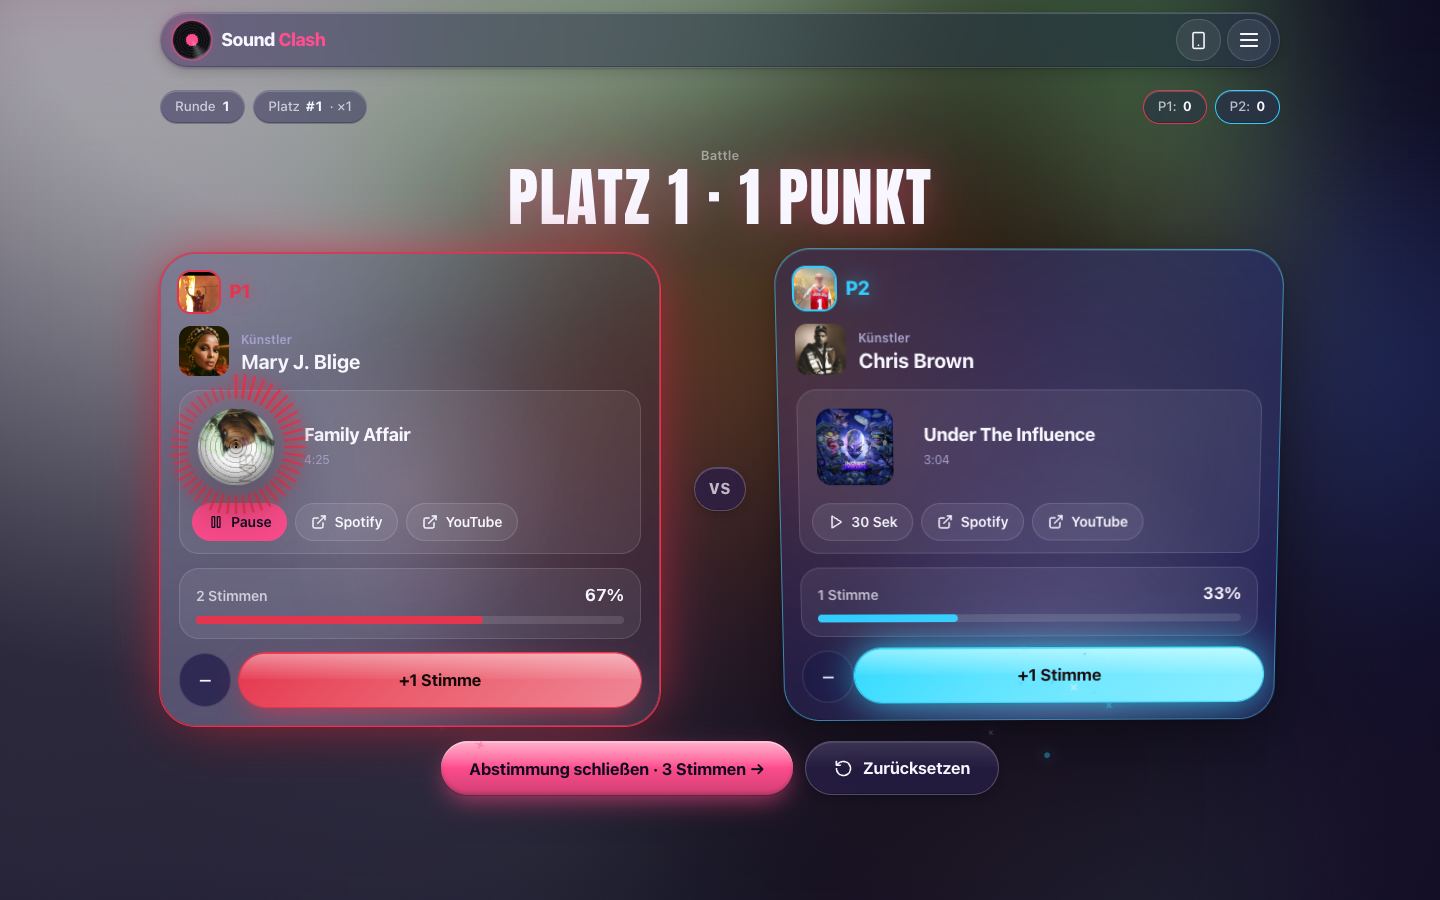 Sound Clash
Runde 1
Platz #1 · ×1
P1: 0
P2: 0
Battle
PLATZ 1 · 1 PUNKT
P1
Künstler
Mary J. Blige
Family Affair
4:25
Pause
Spotify
YouTube
2 Stimmen
67%
−
+1 Stimme
VS
P2
Künstler
Chris Brown
Under The Influence
3:04
30 Sek
Spotify
YouTube
1 Stimme
33%
−
+1 Stimme
Abstimmung schließen · 3 Stimmen →
Zurücksetzen